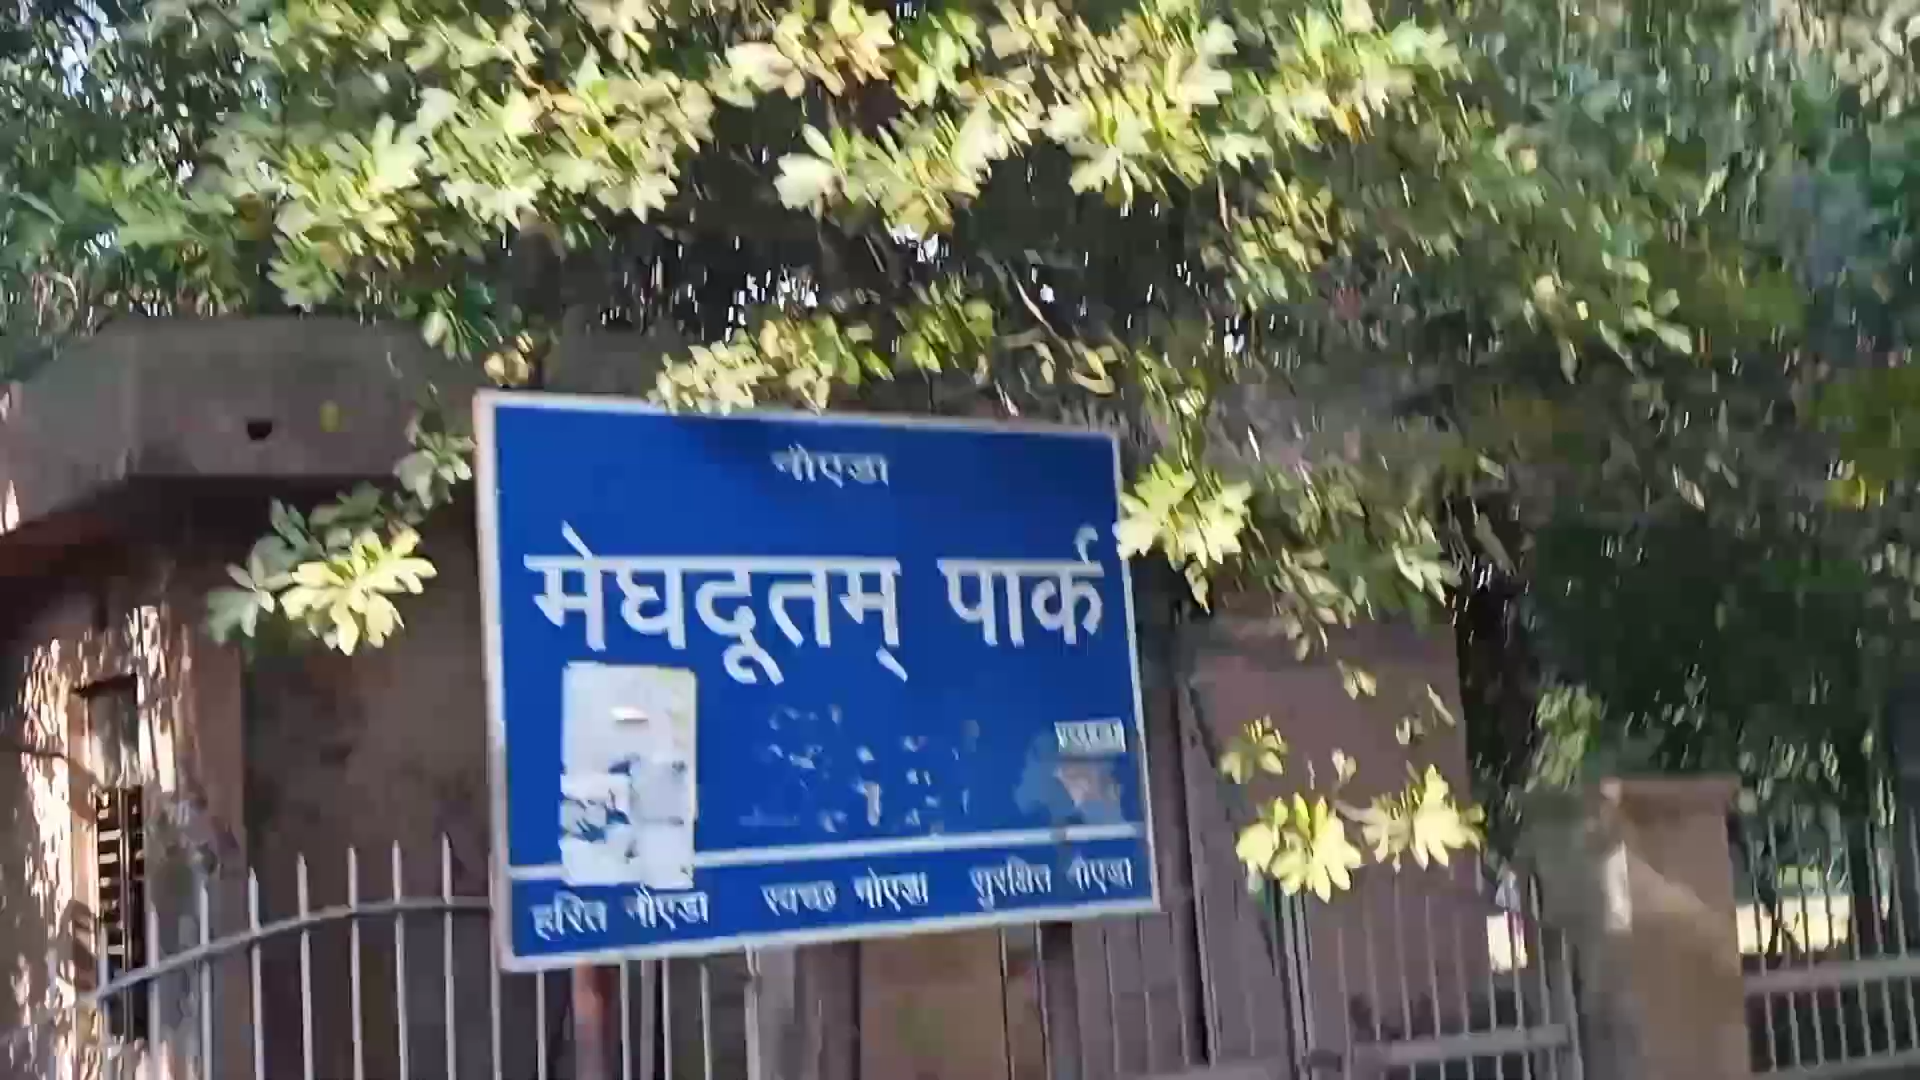 नोएडा
मेघदूतम् पार्क
हरित नौएडा स्वच्छ नोएडा सुरक्षित नौएडा